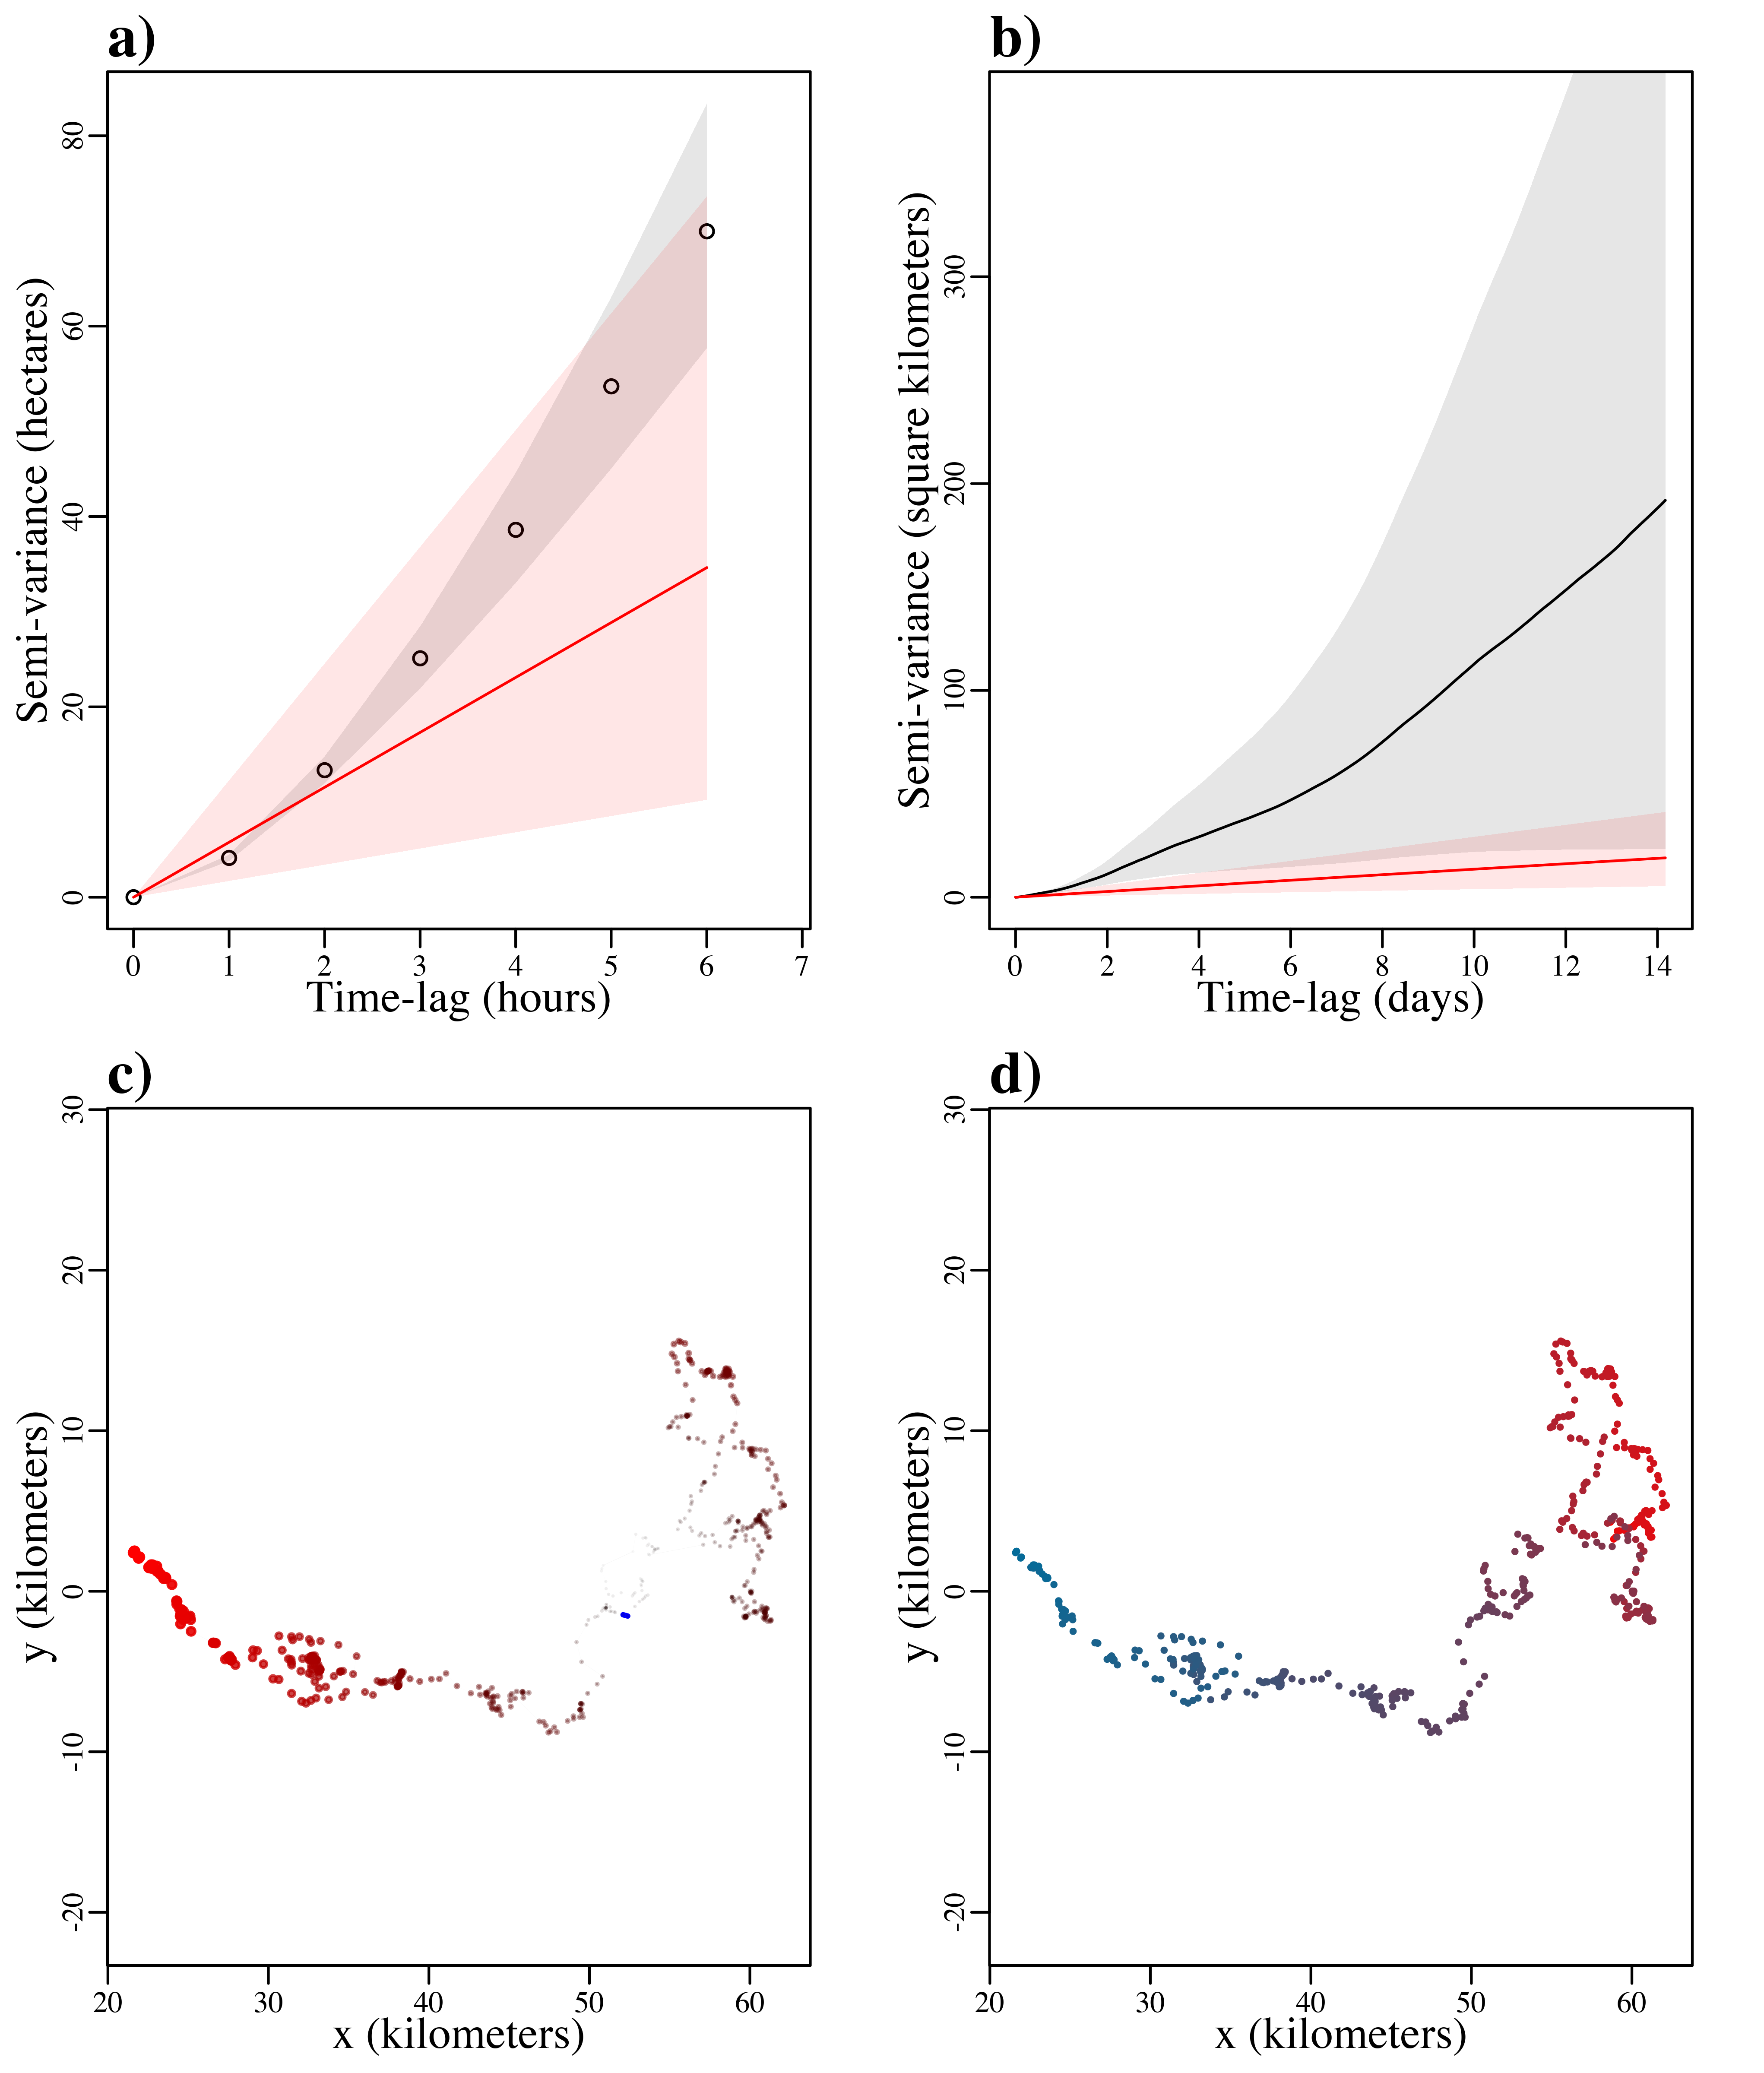 a)
Semi-variance (hectares)
80
60
40
20
0
0 1 2 3 4 5 6 7
Time-lag (hours)
b)
Semi-variance (square kilometers)
300
200
100
0
0 2 4 6 8 10 12 14
Time-lag (days)
c)
y (kilometers)
30
20
10
0
-10
-20
20 30 40 50 60
x (kilometers)
d)
y (kilometers)
30
20
10
0
-10
-20
20 30 40 50 60
x (kilometers)